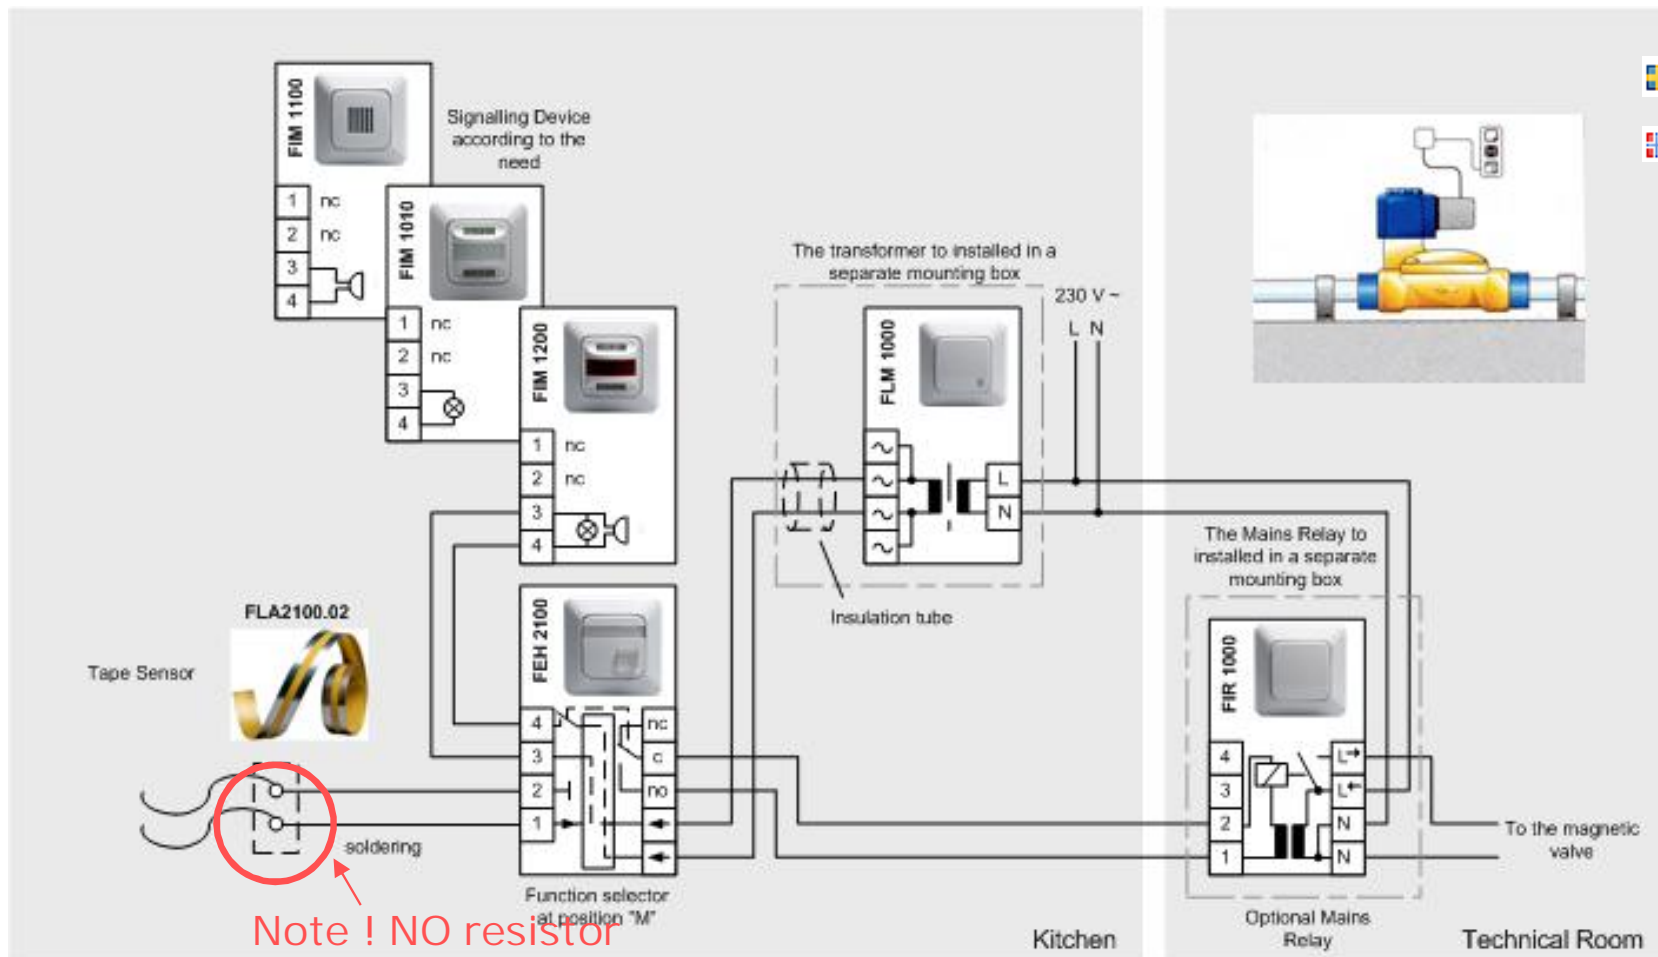 FIM 1100
Signalling Device
according to the
need
1 nc
2 nc
3
4
FIM 1010
1 nc
2 nc
3
4
FIM 1200
1 nc
2 nc
3
4
The transformer to installed in a
separate mounting box
230 V ~
L N
FLM 1000
~
~ L
~ N
~
Insulation tube
The Mains Relay to
installed in a separate
mounting box
FLA2100.02
Tape Sensor
soldering
Note ! NO resistor
FEH 2100
4 nc
3 c
2 no
1
Function selector
at position "M"
FIR 1000
4 L
3 L
2 N
1 N
To the magnetic
valve
Optional Mains
Relay
Kitchen
Technical Room